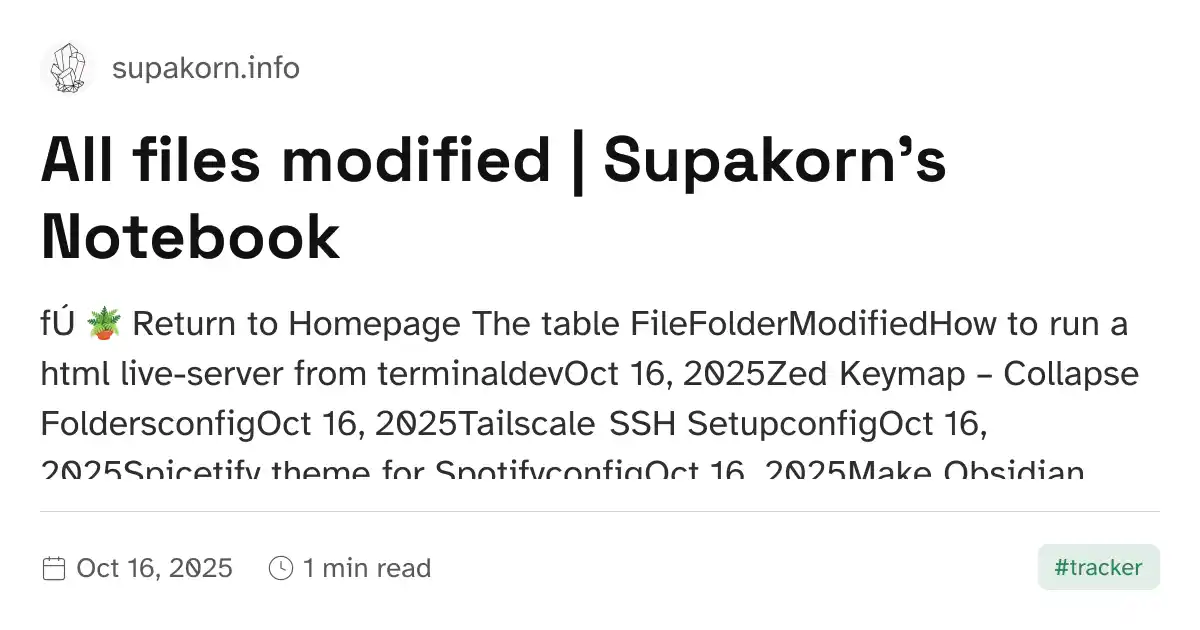 supakorn.info
All files modified | Supakorn’s
Notebook
fÚ 🪴 Return to Homepage The table FileFolderModifiedHow to run a
html live-server from terminaldevOct 16, 2025Zed Keymap – Collapse
FoldersconfigOct 16, 2025Tailscale SSH SetupconfigOct 16,
2025Spicetify theme for SpotifyconfigOct 16, 2025Make Obsidian
Oct 16, 2025
1 min read
#tracker